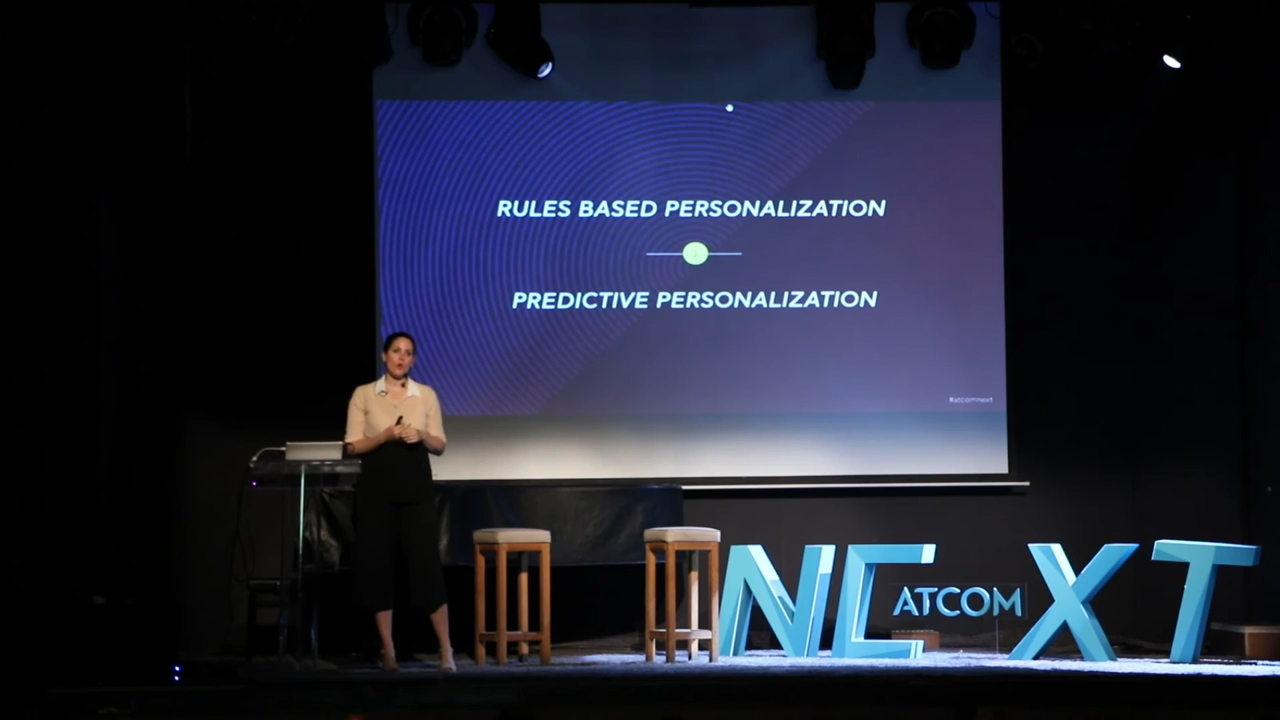 RULES BASED PERSONALIZATION
PREDICTIVE PERSONALIZATION
#atcomnext
NEXT
ATCOM